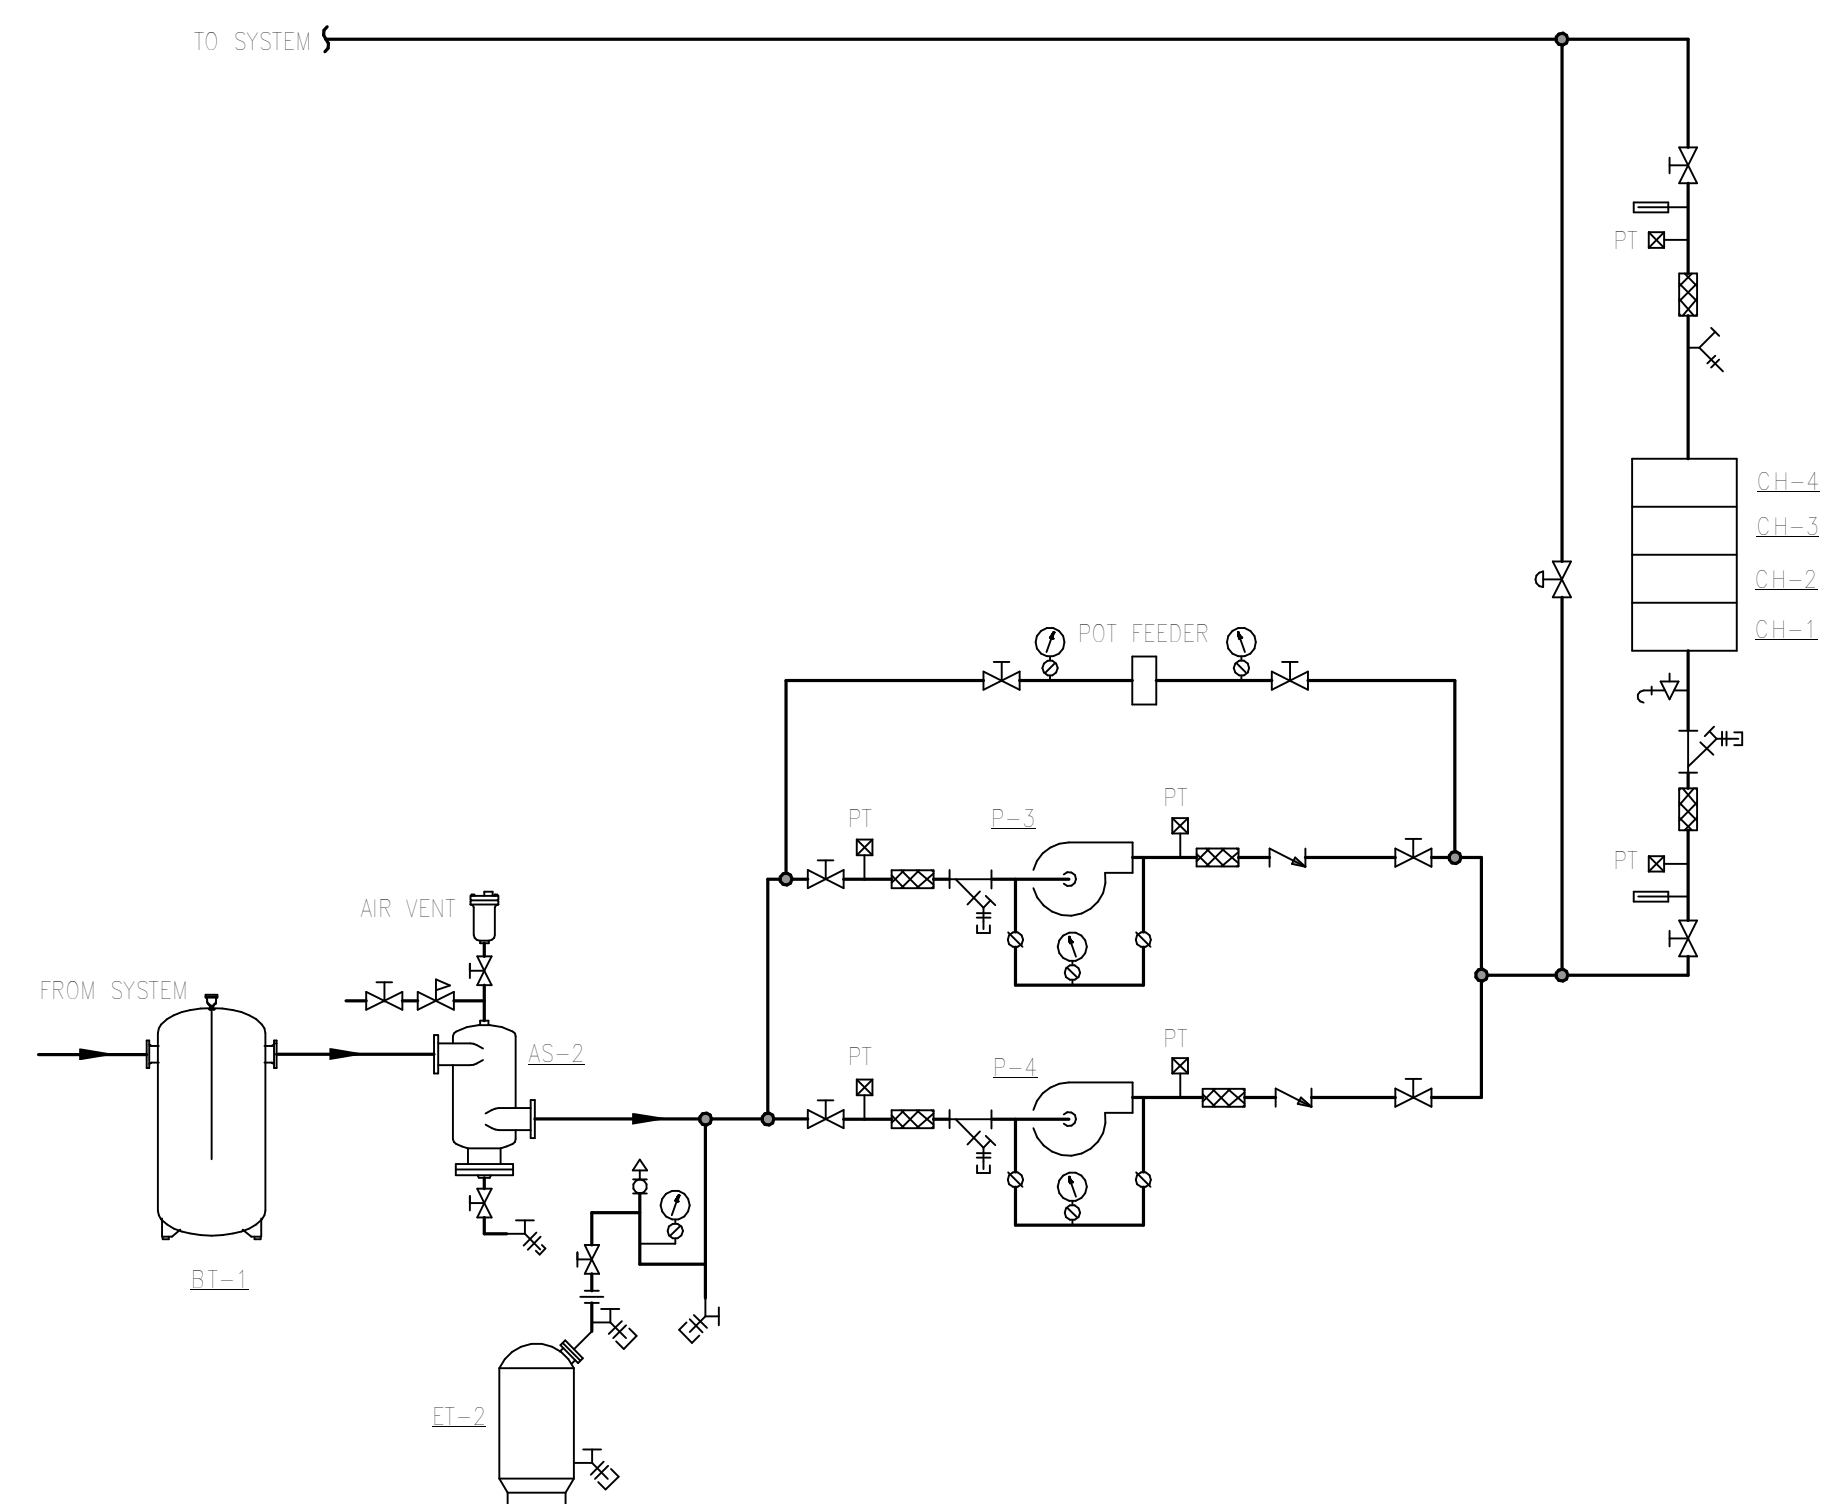 TO SYSTEM
PT
CH-4
CH-3
CH-2
CH-1
POT FEEDER
PT
P-3
PT
PT
AIR VENT
FROM SYSTEM
AS-2
PT
P-4
PT
BT-1
ET-2